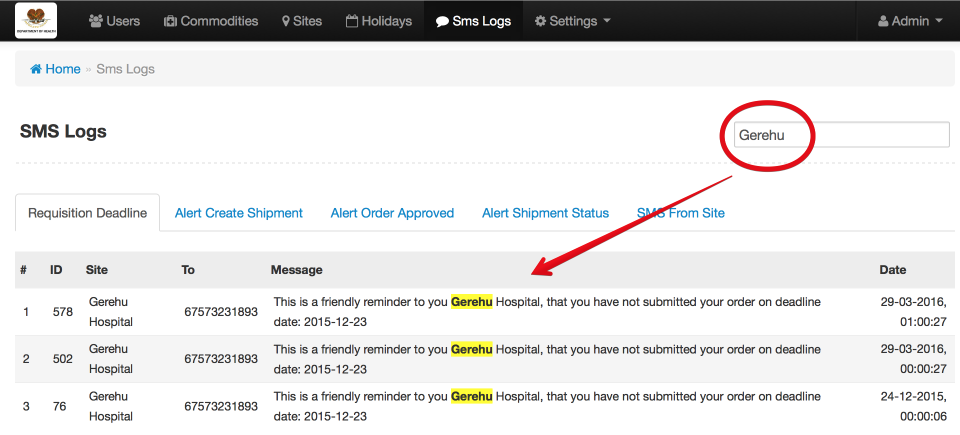 DEPARTMENT OF HEALTH
Users Commodities Sites Holidays Sms Logs Settings Admin
Home » Sms Logs
SMS Logs
Gerehu
Requisition Deadline Alert Create Shipment Alert Order Approved Alert Shipment Status SMS From Site
# ID Site To Message Date
1 578 Gerehu Hospital 67573231893 This is a friendly reminder to you Gerehu Hospital, that you have not submitted your order on deadline
date: 2015-12-23 29-03-2016,
01:00:27
2 502 Gerehu Hospital 67573231893 This is a friendly reminder to you Gerehu Hospital, that you have not submitted your order on deadline
date: 2015-12-23 29-03-2016,
00:00:27
3 76 Gerehu Hospital 67573231893 This is a friendly reminder to you Gerehu Hospital, that you have not submitted your order on deadline
date: 2015-12-23 24-12-2015,
00:00:06